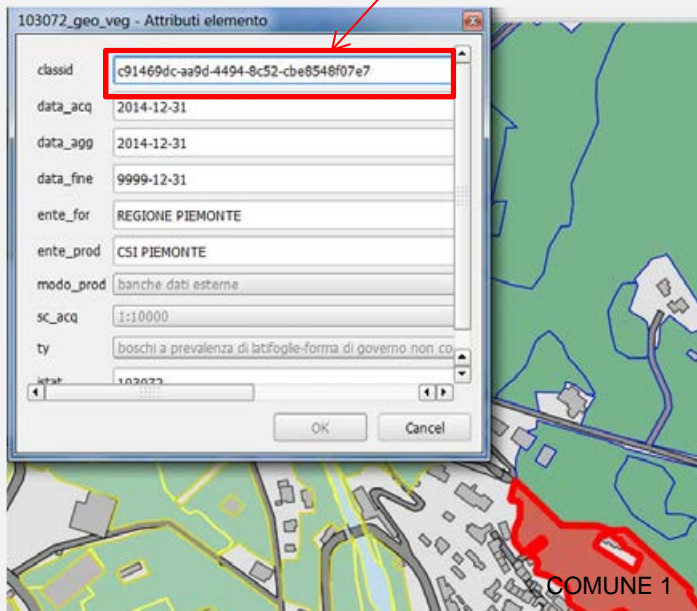 103072_geo_veg - Attributi elemento
classid c91469dc-aa9d-4494-8c52-cbe8548f07e7
data_acq 2014-12-31
data_agg 2014-12-31
data_fine 9999-12-31
ente_for REGIONE PIEMONTE
ente_prod CSI PIEMONTE
modo_prod banche dati esterne
sc_acq 1:10000
ty boschi a prevalenza di latifoglie-forma di governo non co
istat 103072
OK Cancel
COMUNE 1